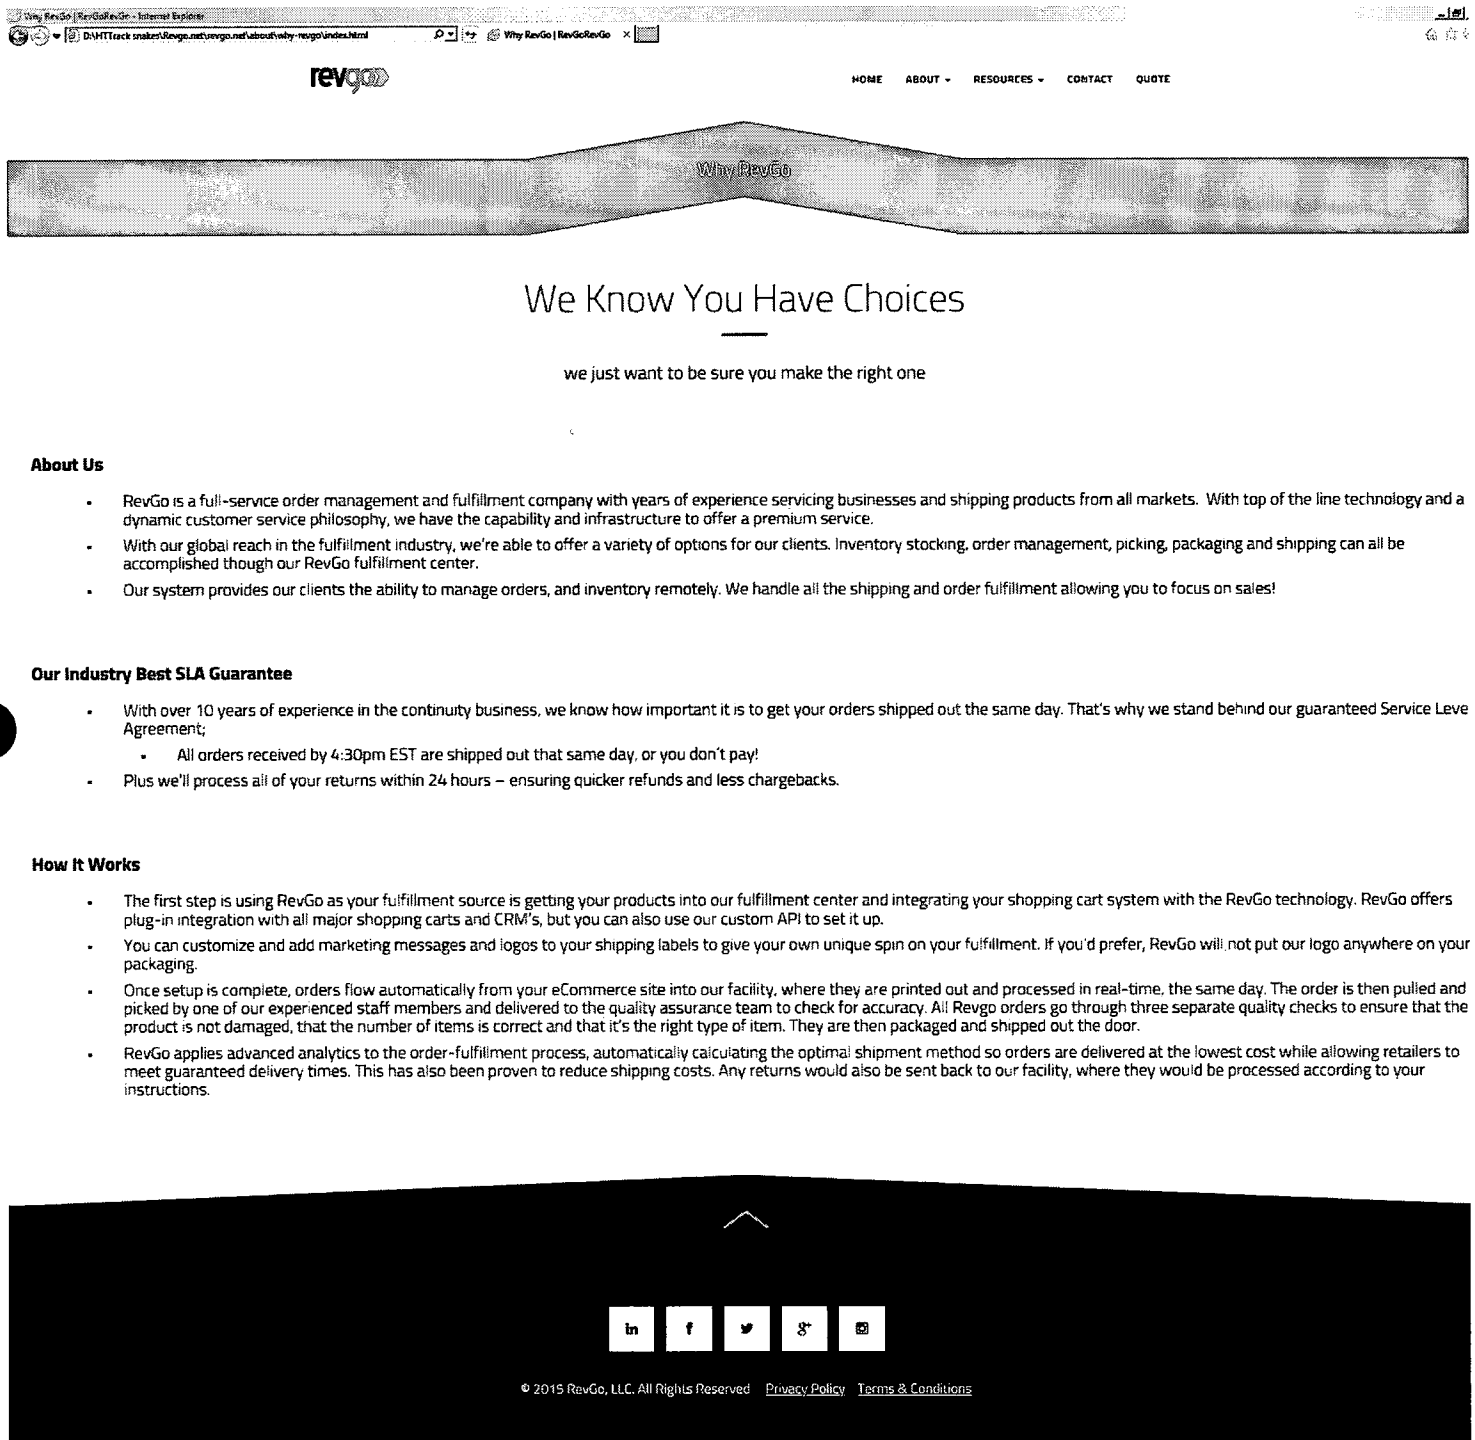 Why RevGo | RevGoRevGo - Internet Explorer
D:\HTTrack snakes\Revgo.net\revgo.net\about\why-revgo\index.html
Why RevGo | RevGoRevGo
revgo
HOME ABOUT RESOURCES CONTACT QUOTE
Why RevGo
We Know You Have Choices
we just want to be sure you make the right one
About Us
RevGo is a full-service order management and fulfillment company with years of experience servicing businesses and shipping products from all markets. With top of the line technology and a
dynamic customer service philosophy, we have the capability and infrastructure to offer a premium service.
With our global reach in the fulfillment industry, we're able to offer a variety of options for our clients. Inventory stocking, order management, picking, packaging and shipping can all be
accomplished though our RevGo fulfillment center.
Our system provides our clients the ability to manage orders, and inventory remotely. We handle all the shipping and order fulfillment allowing you to focus on sales!
Our Industry Best SLA Guarantee
With over 10 years of experience in the continuity business, we know how important it is to get your orders shipped out the same day. That's why we stand behind our guaranteed Service Leve
Agreement;
All orders received by 4:30pm EST are shipped out that same day, or you don't pay!
Plus we'll process all of your returns within 24 hours – ensuring quicker refunds and less chargebacks.
How It Works
The first step is using RevGo as your fulfillment source is getting your products into our fulfillment center and integrating your shopping cart system with the RevGo technology. RevGo offers
plug-in integration with all major shopping carts and CRM's, but you can also use our custom API to set it up.
You can customize and add marketing messages and logos to your shipping labels to give your own unique spin on your fulfillment. If you'd prefer, RevGo will not put our logo anywhere on your
packaging.
Once setup is complete, orders flow automatically from your eCommerce site into our facility, where they are printed out and processed in real-time, the same day. The order is then pulled and
picked by one of our experienced staff members and delivered to the quality assurance team to check for accuracy. All Revgo orders go through three separate quality checks to ensure that the
product is not damaged, that the number of items is correct and that it's the right type of item. They are then packaged and shipped out the door.
RevGo applies advanced analytics to the order-fulfillment process, automatically calculating the optimal shipment method so orders are delivered at the lowest cost while allowing retailers to
meet guaranteed delivery times. This has also been proven to reduce shipping costs. Any returns would also be sent back to our facility, where they would be processed according to your
instructions.
in f g+
© 2015 RevGo, LLC. All Rights Reserved Privacy Policy Terms & Conditions